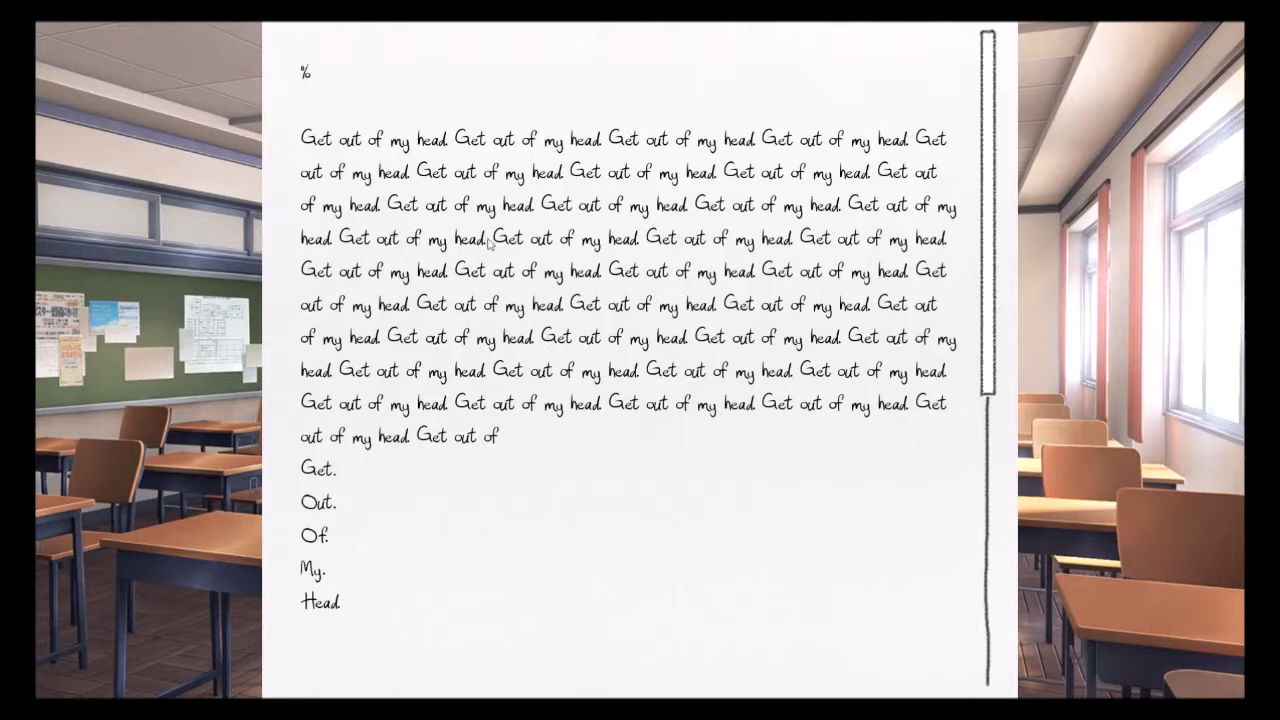 %
Get out of my head. Get out of my head. Get out of my head. Get out of my head. Get
out of my head. Get out of my head. Get out of my head. Get out of my head. Get out
of my head. Get out of my head. Get out of my head. Get out of my head. Get out of my
head. Get out of my head. Get out of my head. Get out of my head. Get out of my head.
Get out of my head. Get out of my head. Get out of my head. Get out of my head. Get
out of my head. Get out of my head. Get out of my head. Get out of my head. Get out
of my head. Get out of my head. Get out of my head. Get out of my head. Get out of my
head. Get out of my head. Get out of my head. Get out of my head. Get out of my head.
Get out of my head. Get out of my head. Get out of my head. Get out of my head. Get
out of my head. Get out of
Get.
Out.
Of.
My.
Head.